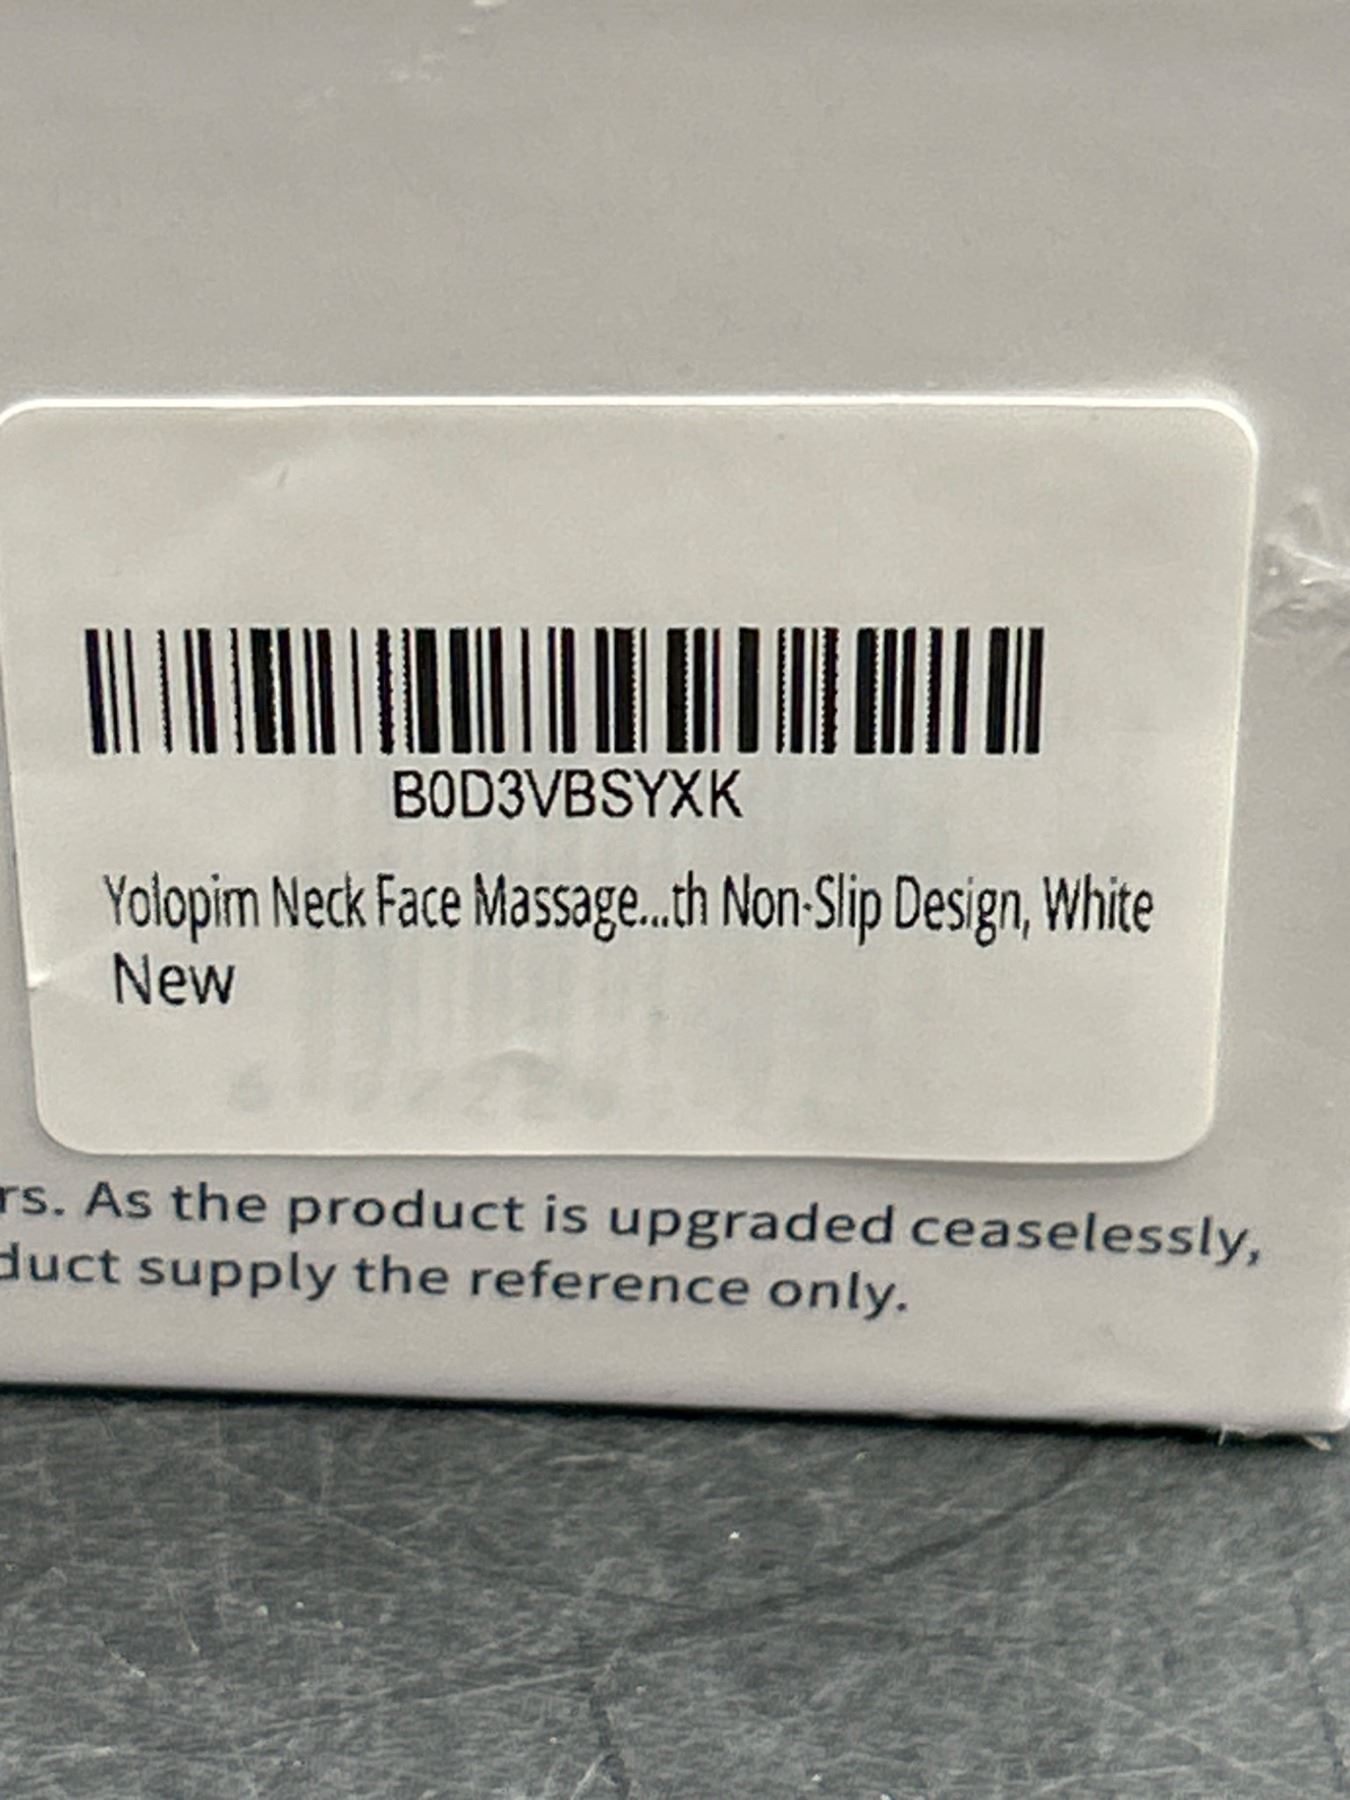 B0D3VBSYXK
Yolopim Neck Face Massage...th Non-Slip Design, White
New
rs. As the product is upgraded ceaselessly,
duct supply the reference only.